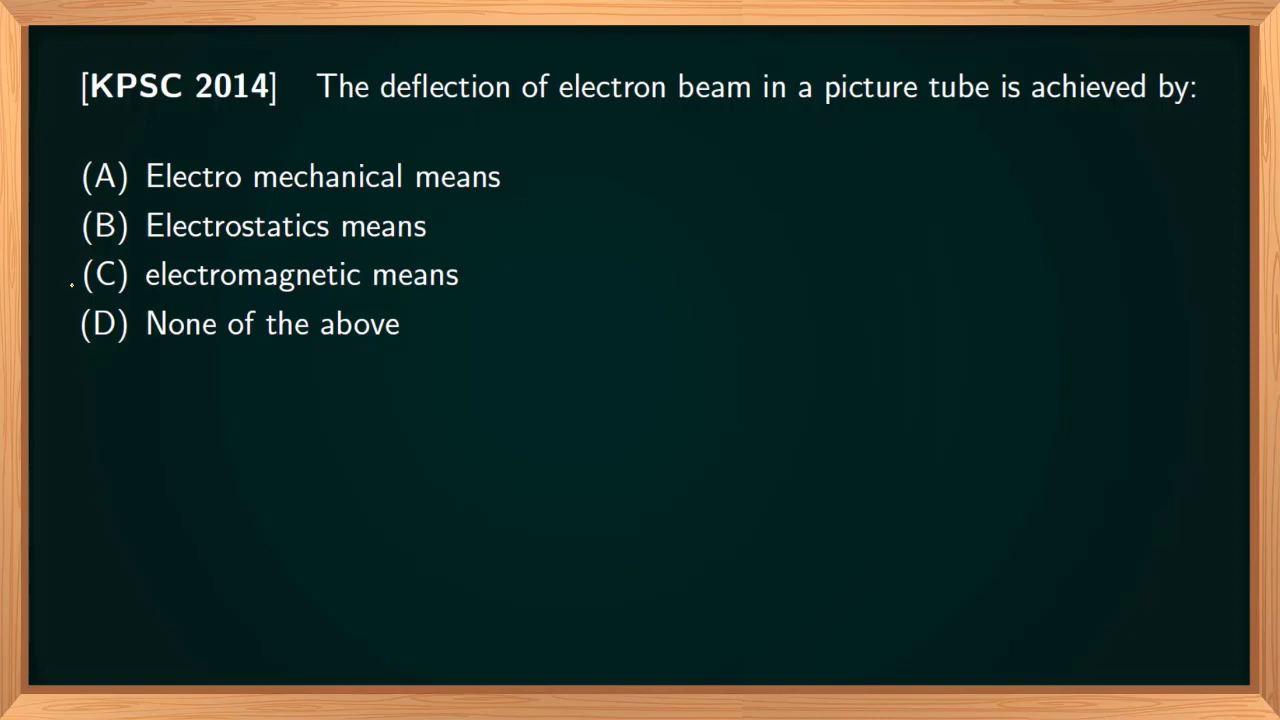 [KPSC 2014] The deflection of electron beam in a picture tube is achieved by:
(A) Electro mechanical means
(B) Electrostatics means
(C) electromagnetic means
(D) None of the above